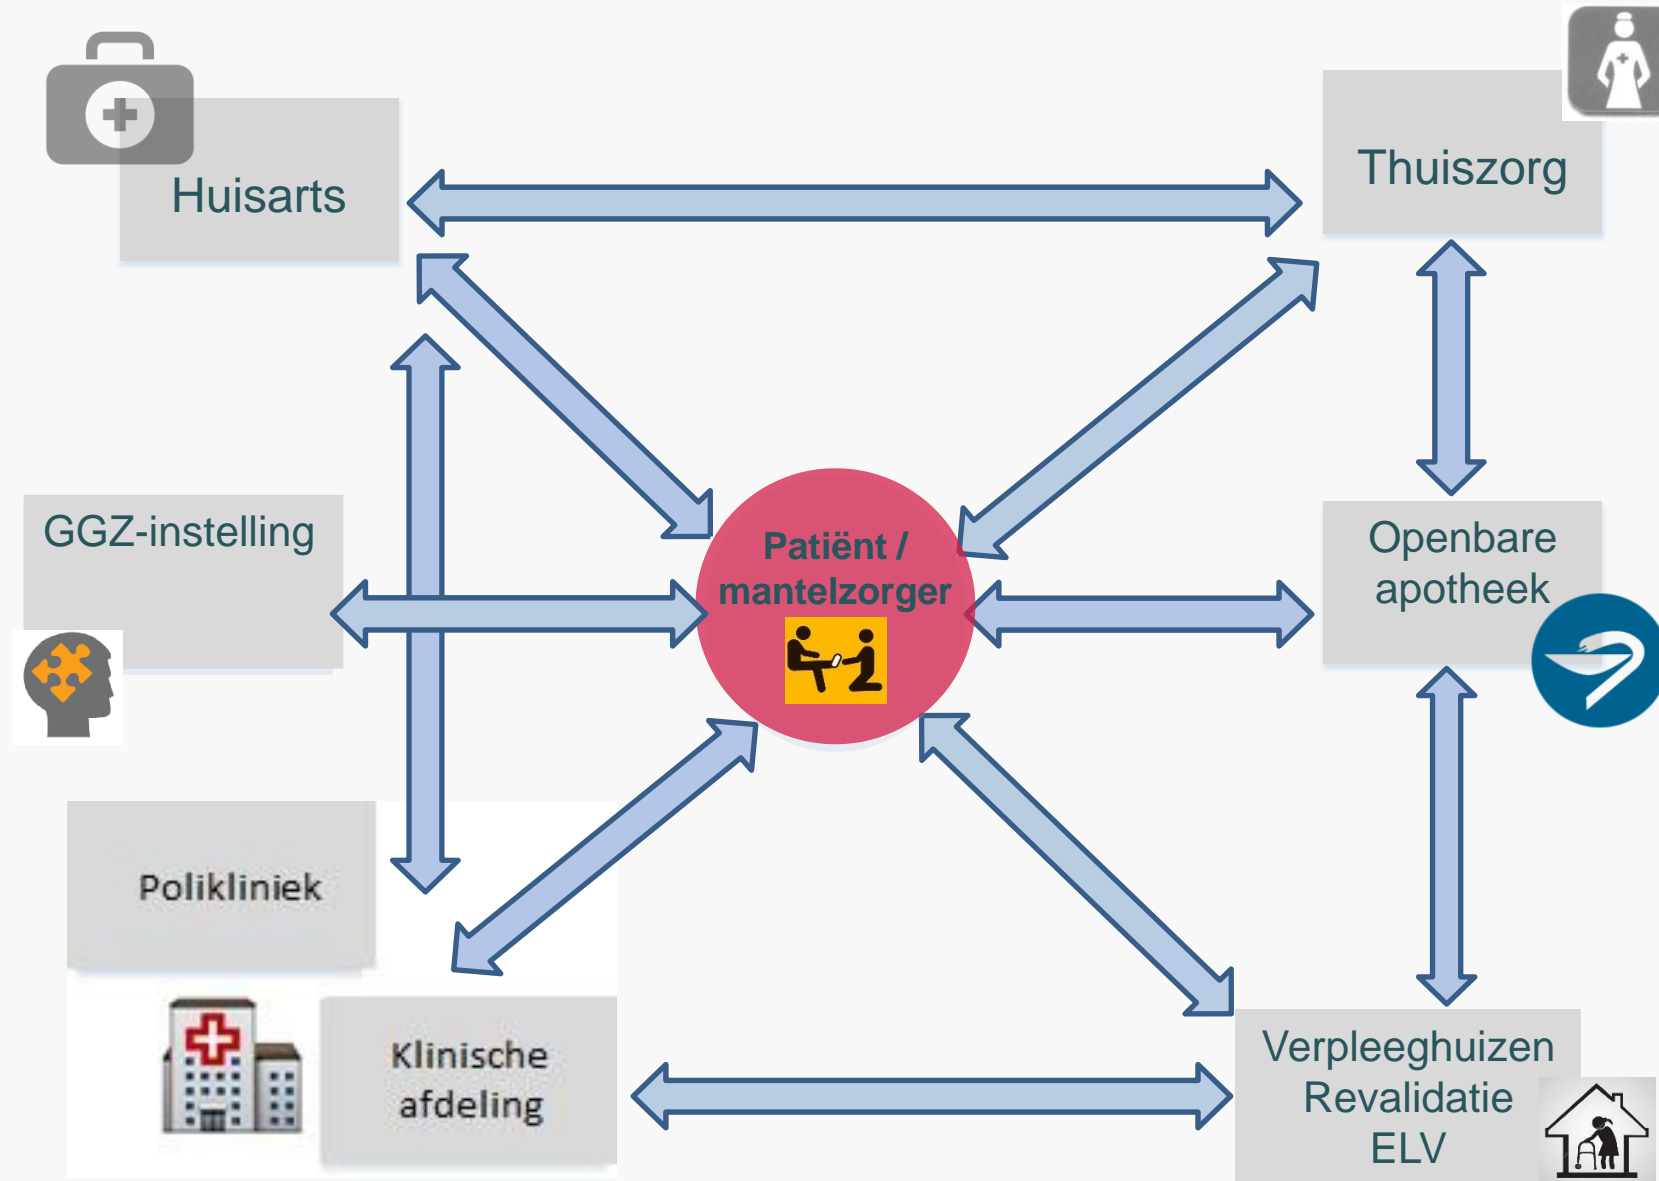 Huisarts
Thuiszorg
GGZ-instelling
Patiënt /
mantelzorger
Openbare
apotheek
Polikliniek
Klinische
afdeling
Verpleeghuizen
Revalidatie
ELV